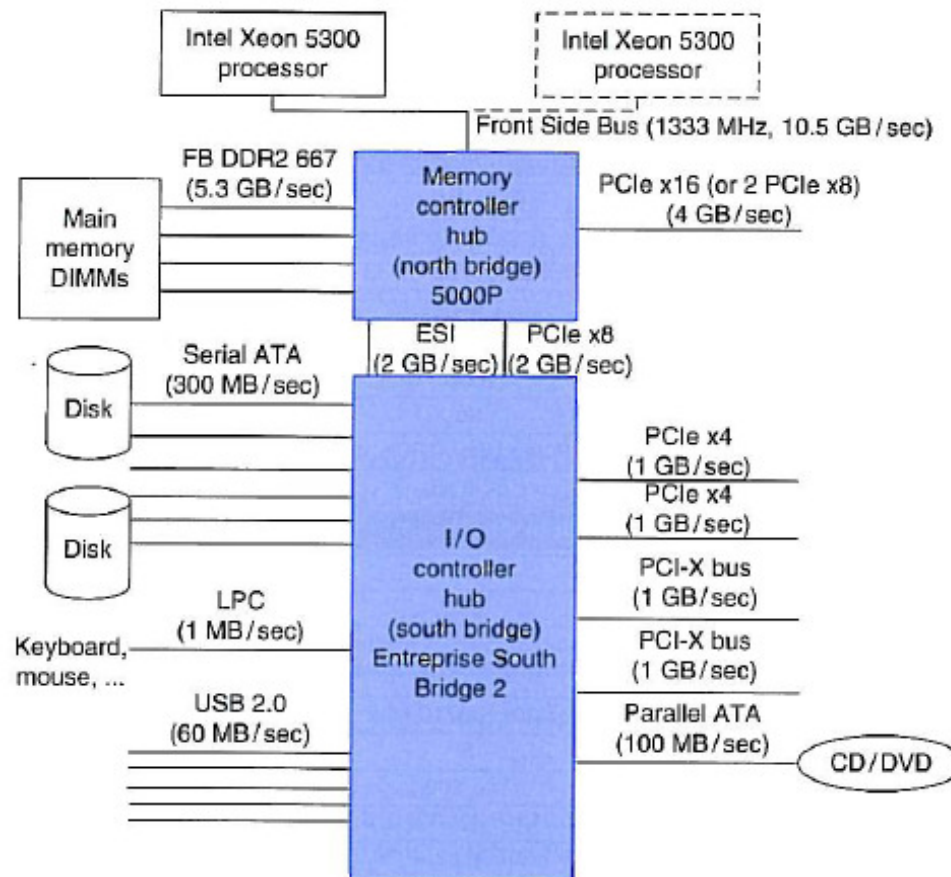 Intel Xeon 5300
processor
Intel Xeon 5300
processor
Front Side Bus (1333 MHz, 10.5 GB/sec)
FB DDR2 667
(5.3 GB/sec)
Main
memory
DIMMs
Memory
controller
hub
(north bridge)
5000P
PCIe x16 (or 2 PCIe x8)
(4 GB/sec)
ESI
(2 GB/sec)
PCIe x8
(2 GB/sec)
Serial ATA
(300 MB/sec)
Disk
Disk
LPC
(1 MB/sec)
Keyboard,
mouse, ...
USB 2.0
(60 MB/sec)
I/O
controller
hub
(south bridge)
Entreprise South
Bridge 2
PCIe x4
(1 GB/sec)
PCIe x4
(1 GB/sec)
PCI-X bus
(1 GB/sec)
PCI-X bus
(1 GB/sec)
Parallel ATA
(100 MB/sec)
CD/DVD